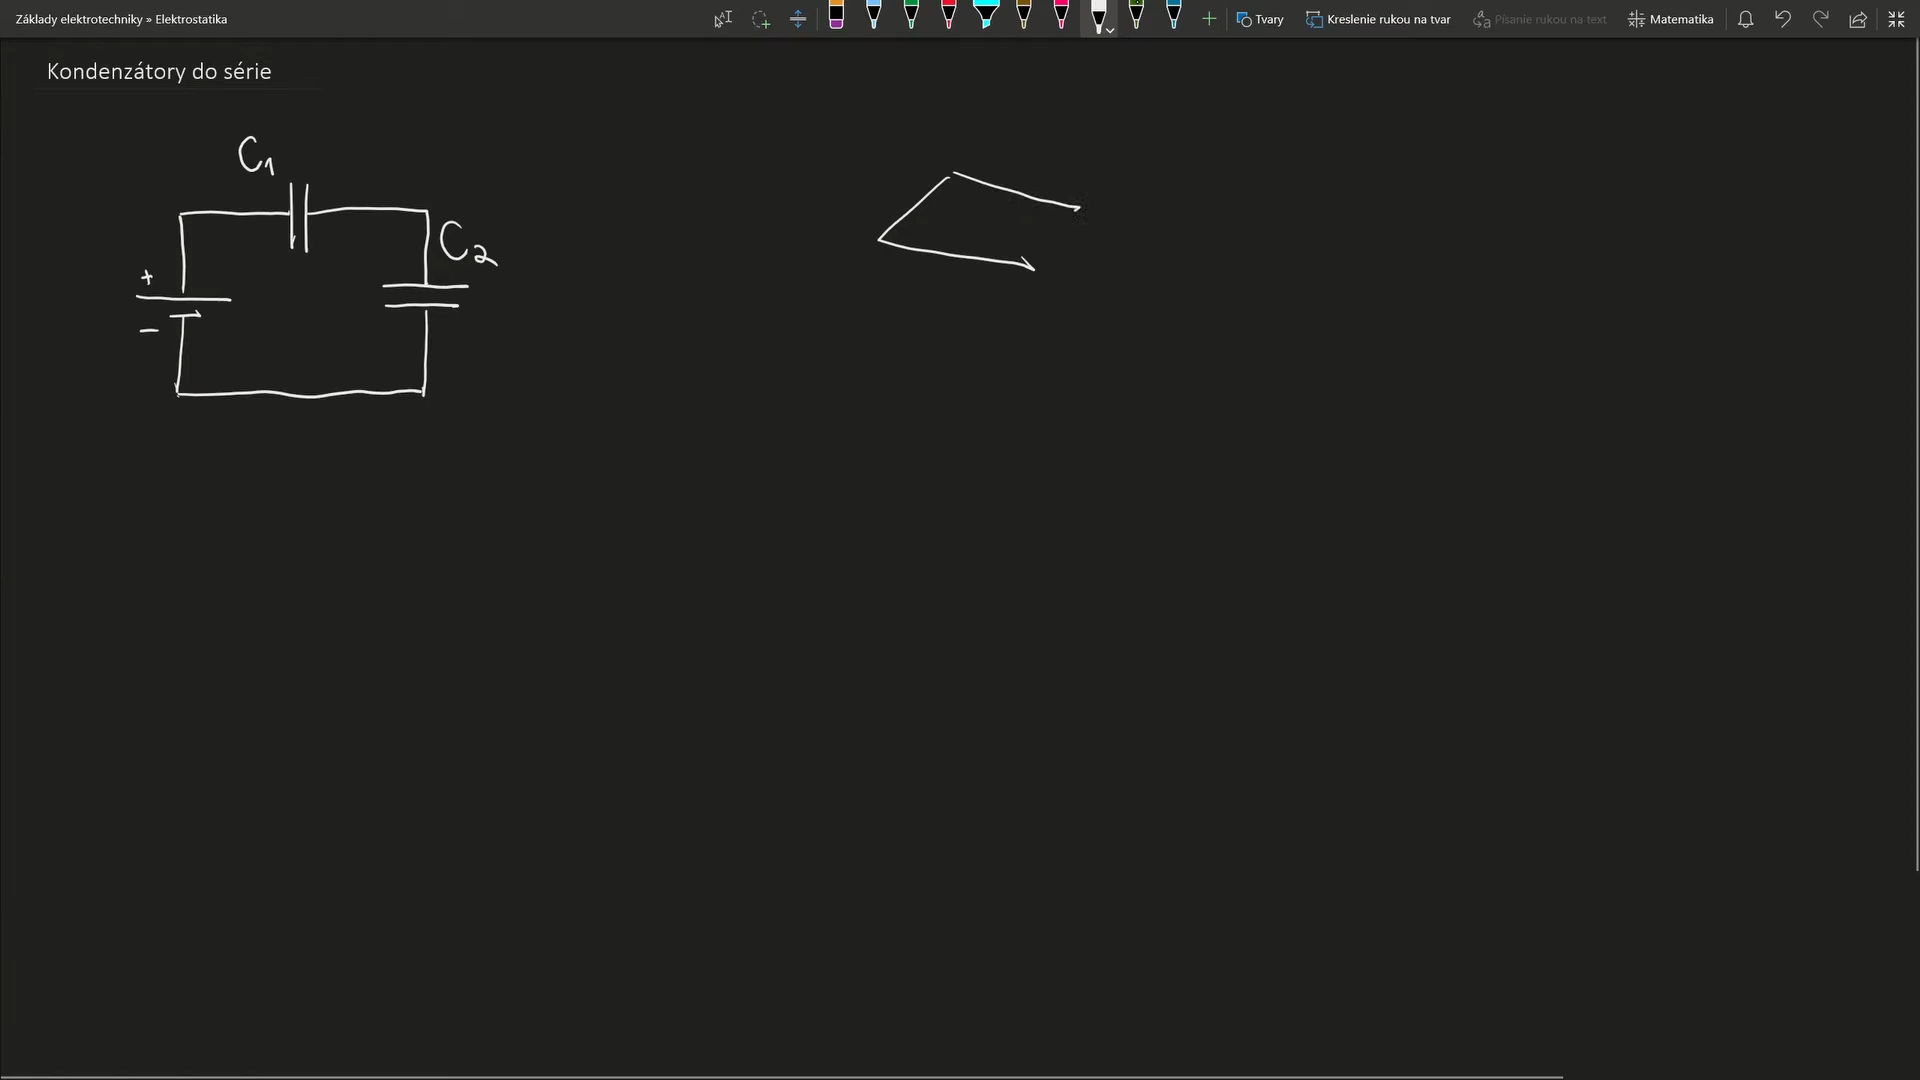 Základy elektrotechniky » Elektrostatika
Tvary
Kreslenie rukou na tvar
Písanie rukou na text
Matematika
Kondenzátory do série
C1
C2
+
−